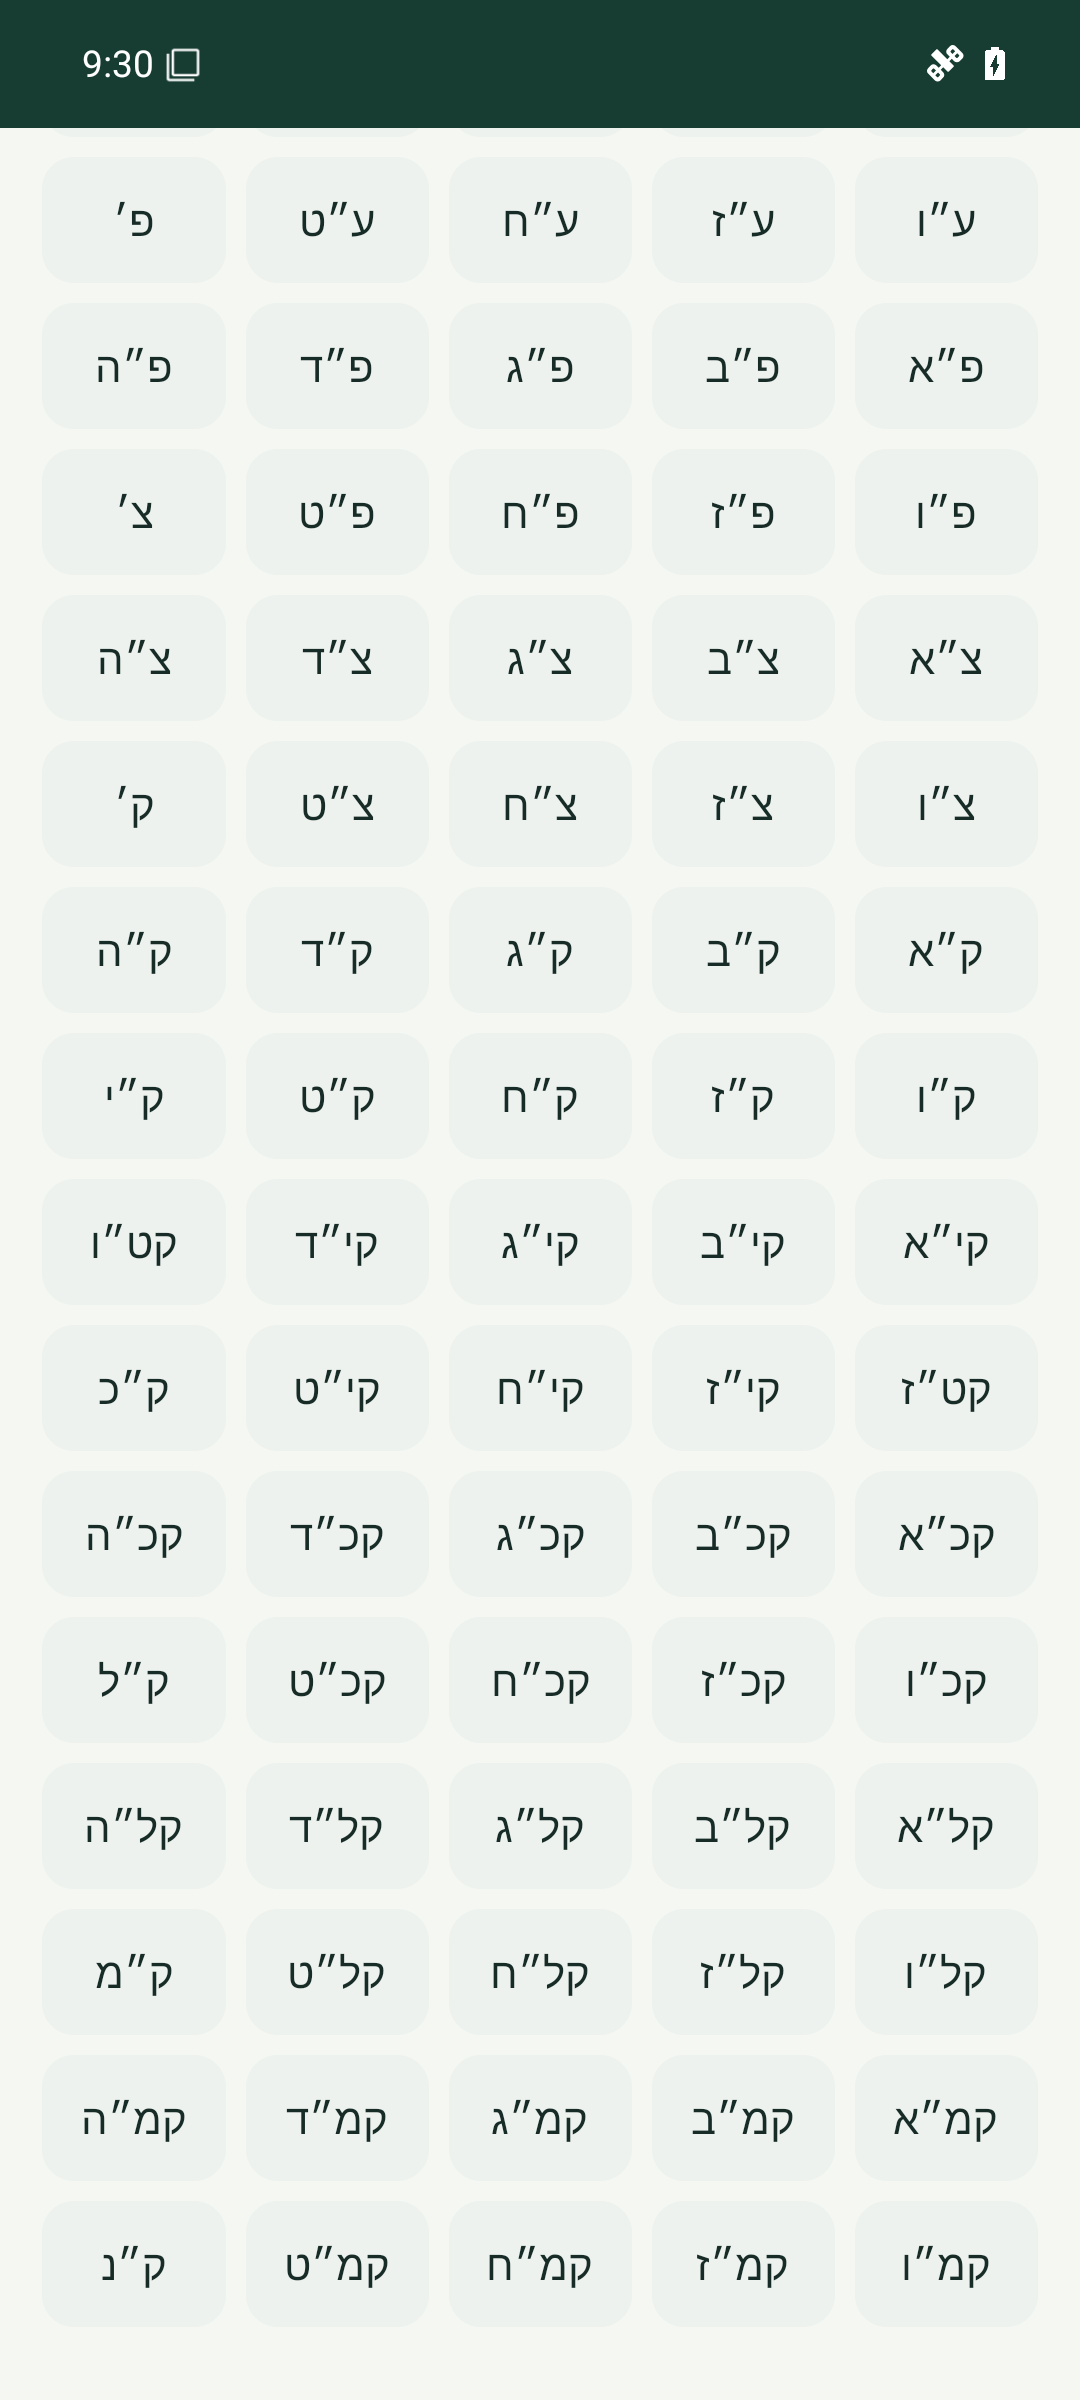 9:30
ע״ו ע״ז ע״ח ע״ט פ׳
פ״א פ״ב פ״ג פ״ד פ״ה
פ״ו פ״ז פ״ח פ״ט צ׳
צ״א צ״ב צ״ג צ״ד צ״ה
צ״ו צ״ז צ״ח צ״ט ק׳
ק״א ק״ב ק״ג ק״ד ק״ה
ק״ו ק״ז ק״ח ק״ט ק״י
קי״א קי״ב קי״ג קי״ד קט״ו
קט״ז קי״ז קי״ח קי״ט ק״כ
קכ״א קכ״ב קכ״ג קכ״ד קכ״ה
קכ״ו קכ״ז קכ״ח קכ״ט ק״ל
קל״א קל״ב קל״ג קל״ד קל״ה
קל״ו קל״ז קל״ח קל״ט ק״מ
קמ״א קמ״ב קמ״ג קמ״ד קמ״ה
קמ״ו קמ״ז קמ״ח קמ״ט ק״נ